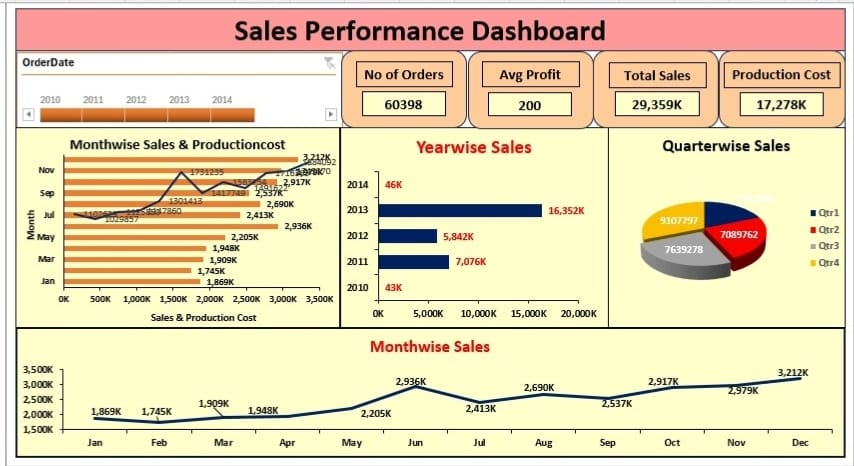 Sales Performance Dashboard
OrderDate
2010 2011 2012 2013 2014
No of Orders
60398
Avg Profit
200
Total Sales
29,359K
Production Cost
17,278K
Monthwise Sales & Productioncost
Month
Nov
Sep
Jul
May
Mar
Jan
3,212K
2,917K
2,537K
2,690K
2,413K
2,936K
2,205K
1,948K
1,909K
1,745K
1,869K
1731235
1491622
1417749
1301413
1029857
0K 500K 1,000K 1,500K 2,000K 2,500K 3,000K 3,500K
Sales & Production Cost
Yearwise Sales
2014 46K
2013 16,352K
2012 5,842K
2011 7,076K
2010 43K
0K 5,000K 10,000K 15,000K 20,000K
Quarterwise Sales
9107797
7089762
7639278
Qtr1
Qtr2
Qtr3
Qtr4
Monthwise Sales
3,500K
3,000K
2,500K
2,000K
1,500K
1,869K 1,745K 1,909K 1,948K 2,205K 2,936K 2,413K 2,690K 2,537K 2,917K 2,979K 3,212K
Jan Feb Mar Apr May Jun Jul Aug Sep Oct Nov Dec